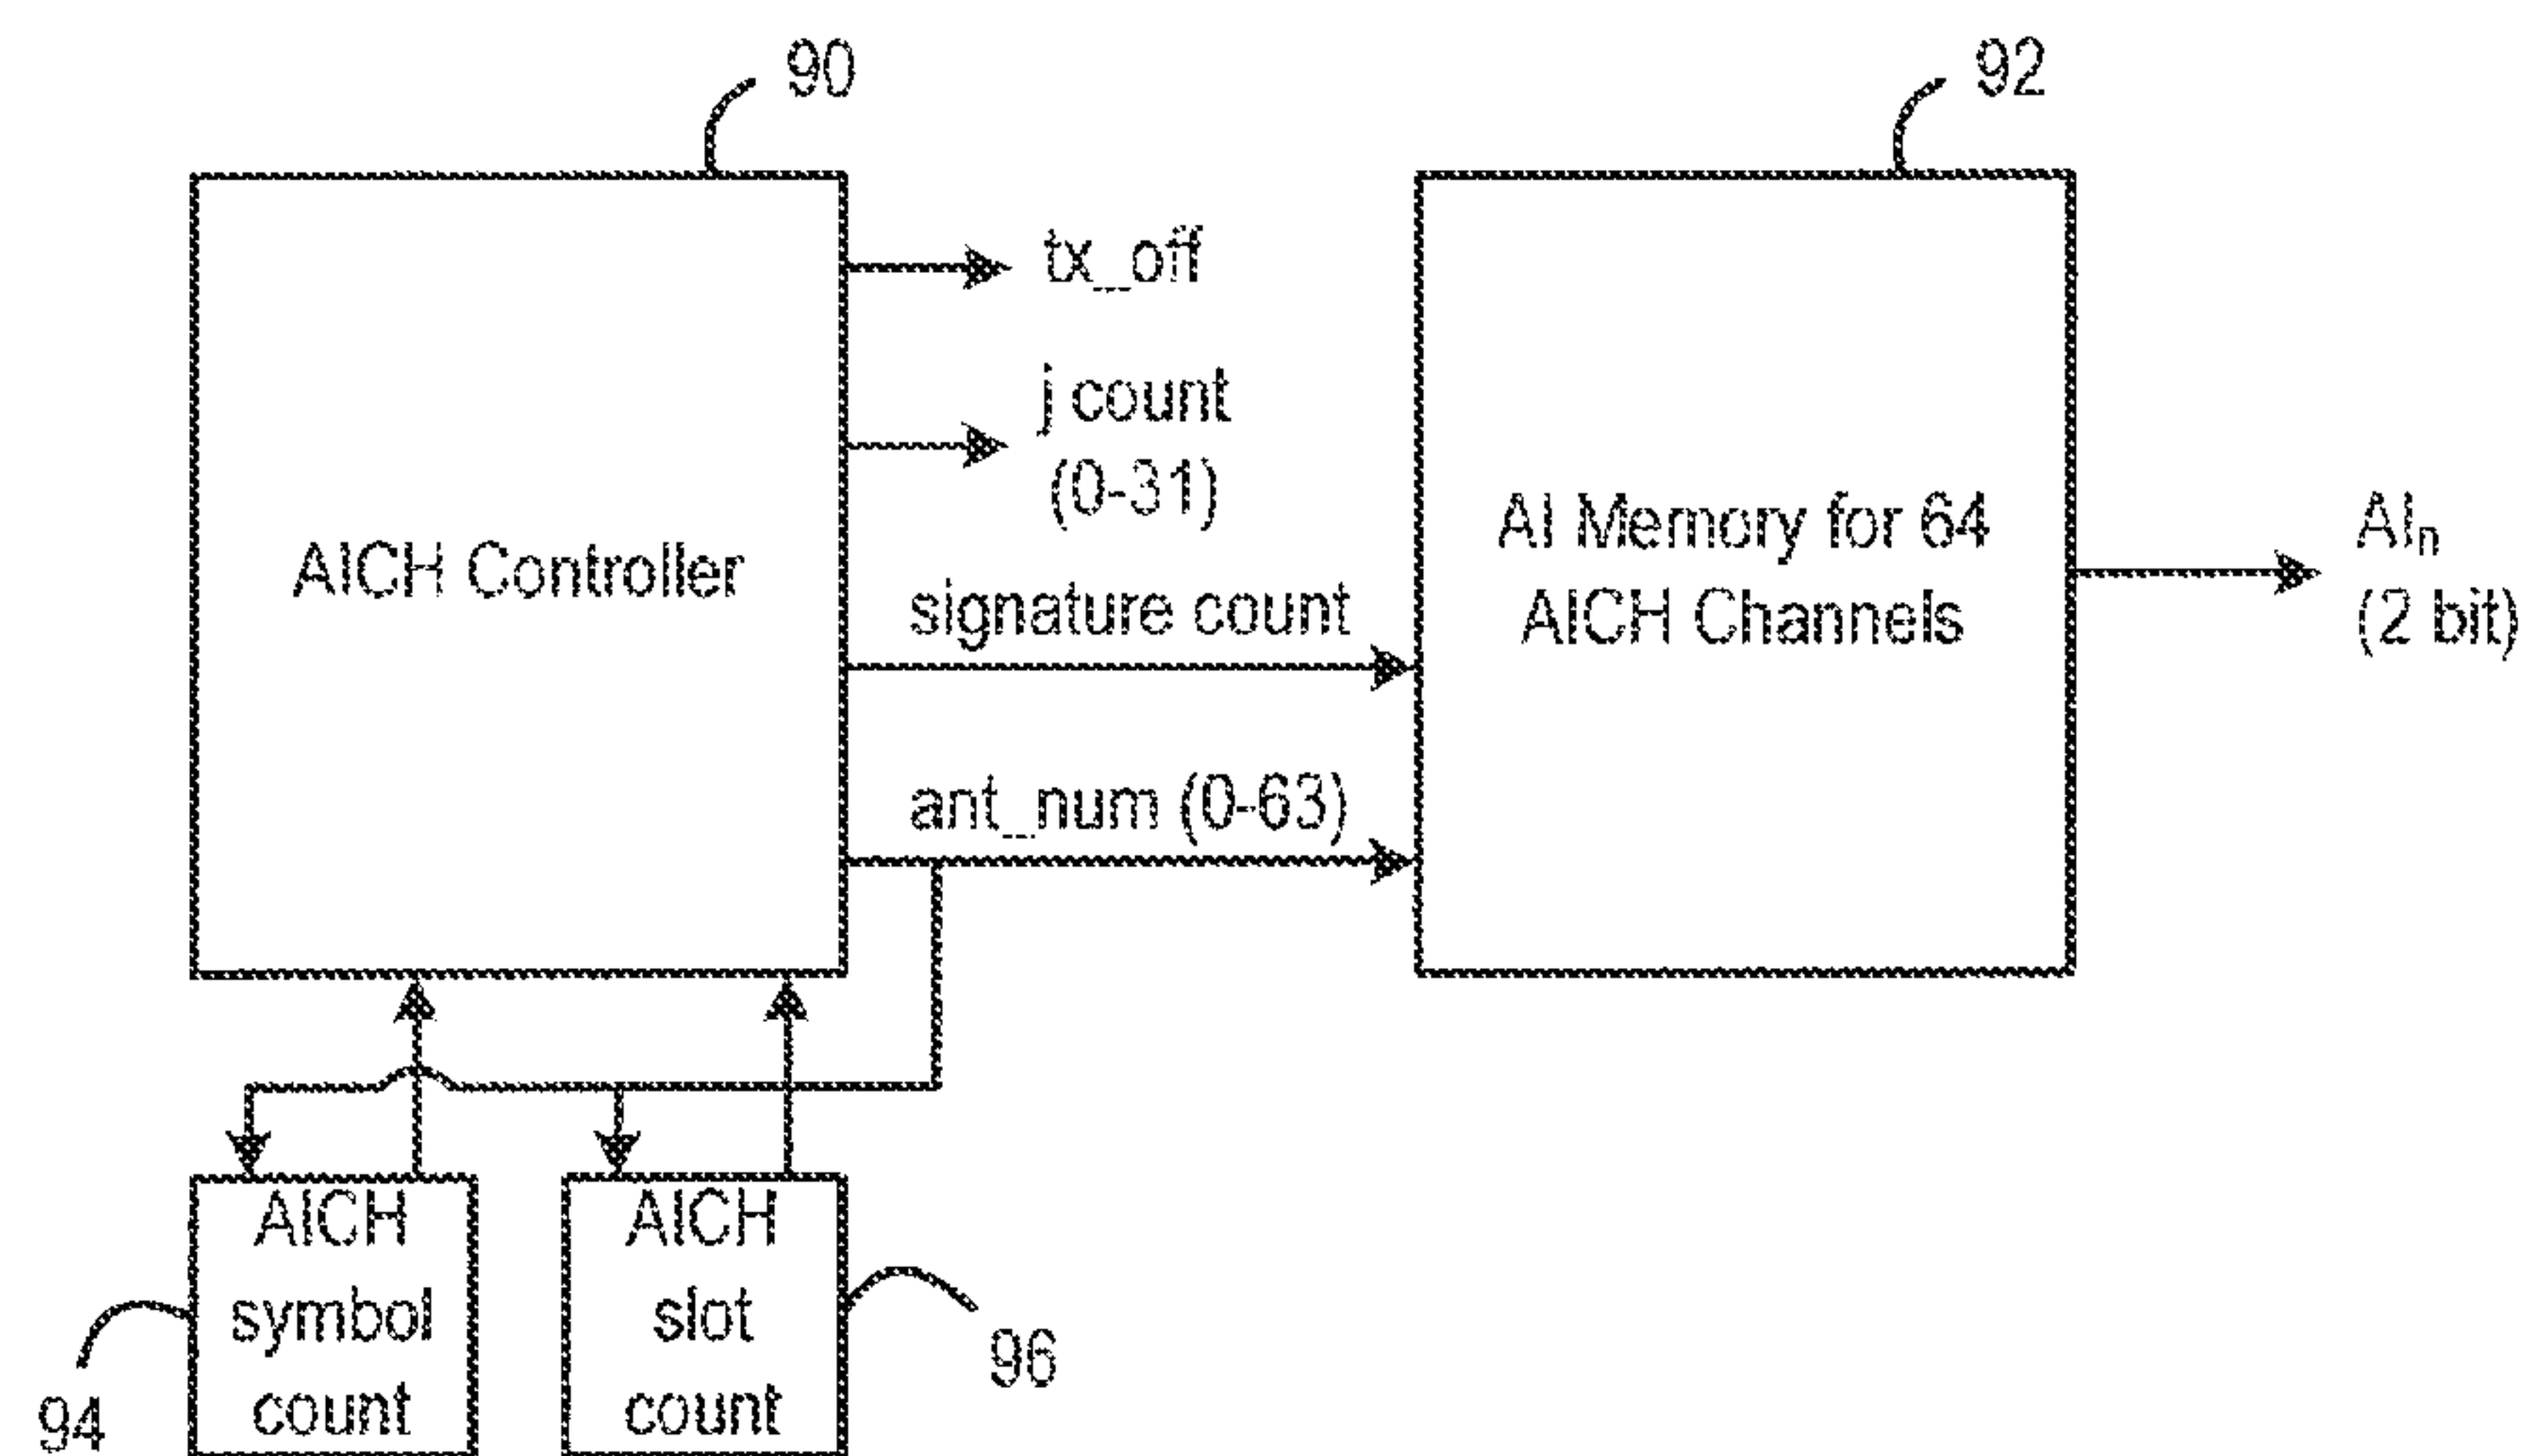 90
92
tx_off
j count
(0-31)
AICH Controller
signature count
ant_num (0-63)
AI Memory for 64
AICH Channels
AIn
(2 bit)
AICH
symbol
count
94
AICH
slot
count
96